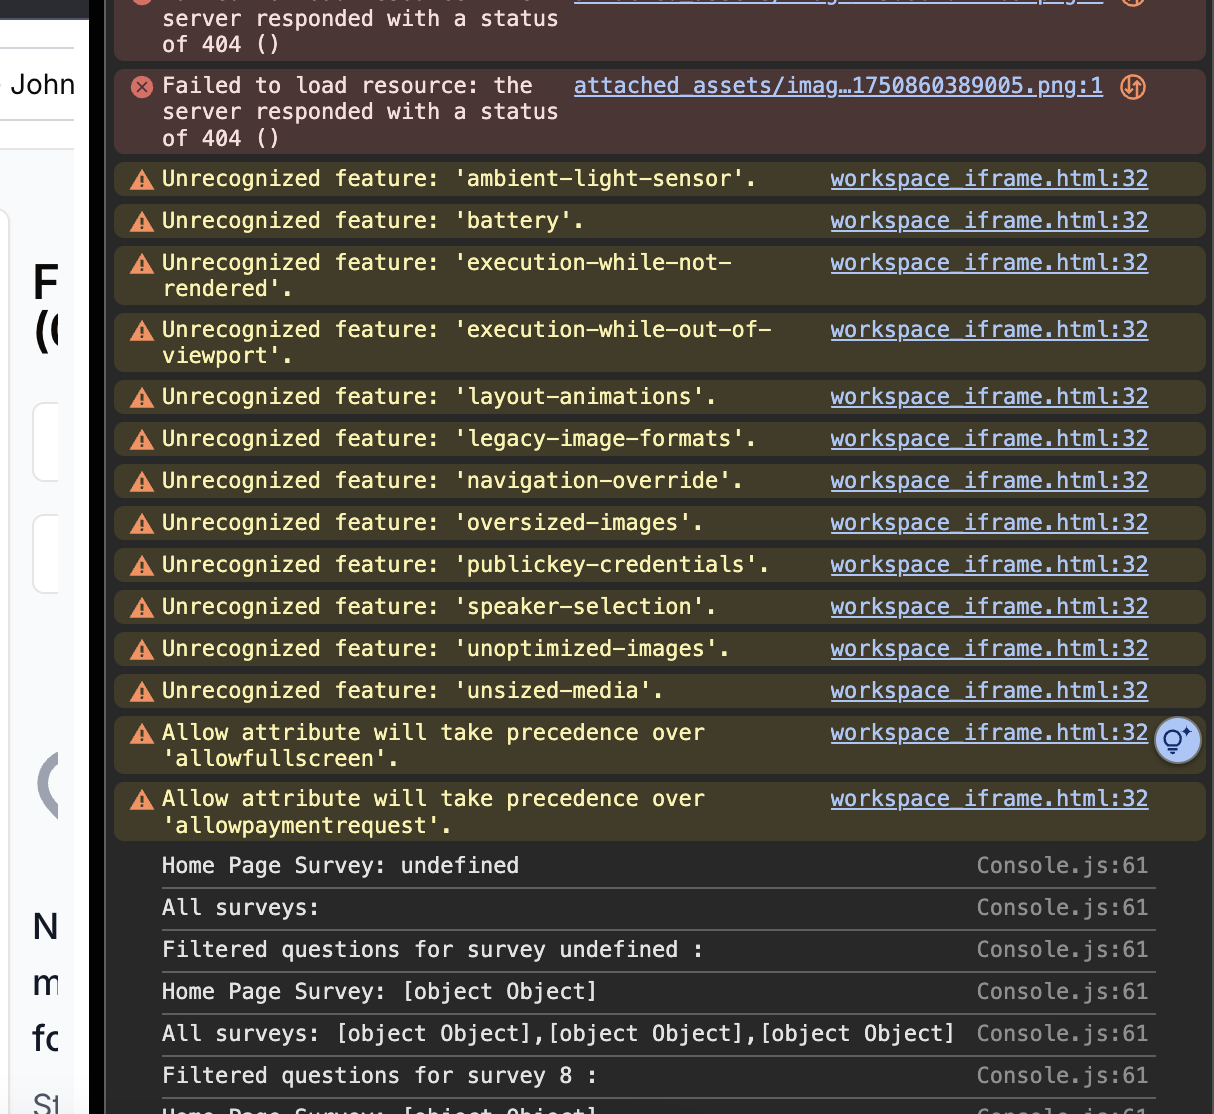 server responded with a status
of 404 ()
John
Failed to load resource: the attached_assets/imag…1750860389005.png:1
server responded with a status
of 404 ()
Unrecognized feature: 'ambient-light-sensor'. workspace_iframe.html:32
Unrecognized feature: 'battery'. workspace_iframe.html:32
Unrecognized feature: 'execution-while-not- workspace_iframe.html:32
rendered'.
Unrecognized feature: 'execution-while-out-of- workspace_iframe.html:32
viewport'.
Unrecognized feature: 'layout-animations'. workspace_iframe.html:32
Unrecognized feature: 'legacy-image-formats'. workspace_iframe.html:32
Unrecognized feature: 'navigation-override'. workspace_iframe.html:32
Unrecognized feature: 'oversized-images'. workspace_iframe.html:32
Unrecognized feature: 'publickey-credentials'. workspace_iframe.html:32
Unrecognized feature: 'speaker-selection'. workspace_iframe.html:32
Unrecognized feature: 'unoptimized-images'. workspace_iframe.html:32
Unrecognized feature: 'unsized-media'. workspace_iframe.html:32
Allow attribute will take precedence over workspace_iframe.html:32
'allowfullscreen'.
Allow attribute will take precedence over workspace_iframe.html:32
'allowpaymentrequest'.
Home Page Survey: undefined Console.js:61
All surveys: Console.js:61
Filtered questions for survey undefined : Console.js:61
Home Page Survey: [object Object] Console.js:61
All surveys: [object Object],[object Object],[object Object] Console.js:61
Filtered questions for survey 8 : Console.js:61
Home Page Survey: [object Object] Console.js:61